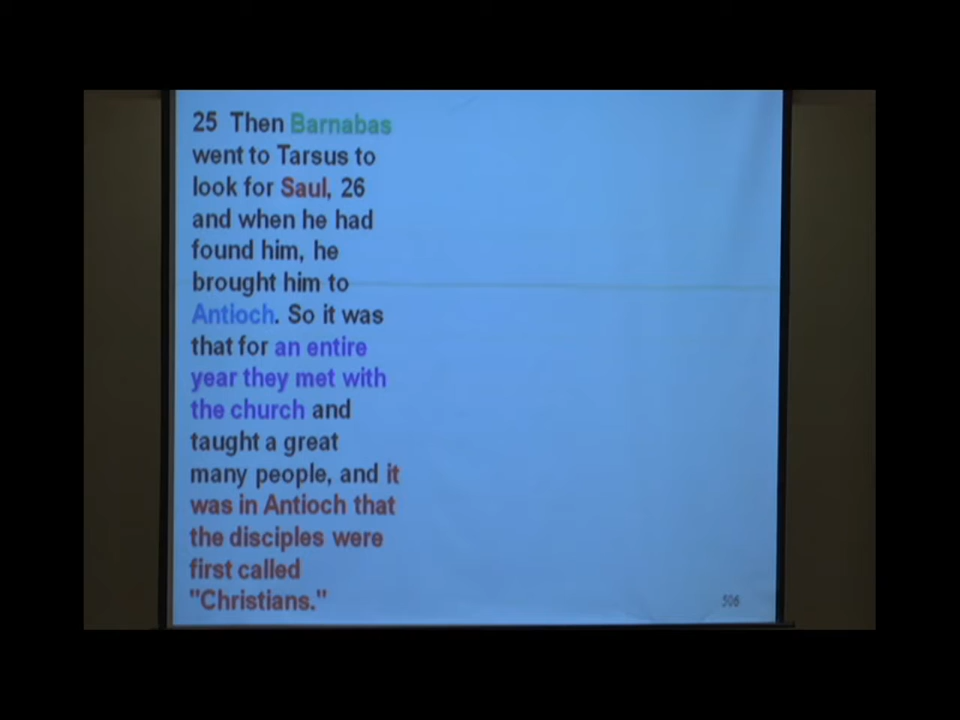 25 Then Barnabas
went to Tarsus to
look for Saul, 26
and when he had
found him, he
brought him to
Antioch. So it was
that for an entire
year they met with
the church and
taught a great
many people, and it
was in Antioch that
the disciples were
first called
"Christians."
506